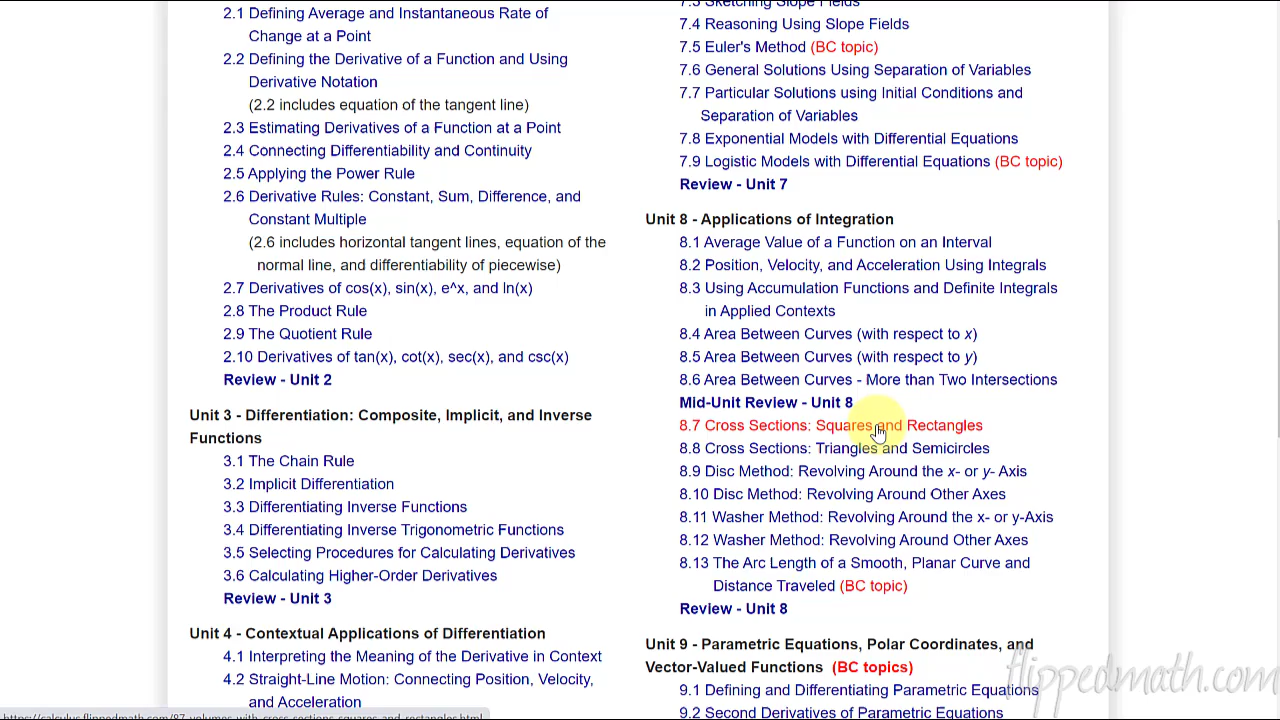 2.1 Defining Average and Instantaneous Rate of
Change at a Point
2.2 Defining the Derivative of a Function and Using
Derivative Notation
(2.2 includes equation of the tangent line)
2.3 Estimating Derivatives of a Function at a Point
2.4 Connecting Differentiability and Continuity
2.5 Applying the Power Rule
2.6 Derivative Rules: Constant, Sum, Difference, and
Constant Multiple
(2.6 includes horizontal tangent lines, equation of the
normal line, and differentiability of piecewise)
2.7 Derivatives of cos(x), sin(x), e^x, and ln(x)
2.8 The Product Rule
2.9 The Quotient Rule
2.10 Derivatives of tan(x), cot(x), sec(x), and csc(x)
Review - Unit 2
Unit 3 - Differentiation: Composite, Implicit, and Inverse
Functions
3.1 The Chain Rule
3.2 Implicit Differentiation
3.3 Differentiating Inverse Functions
3.4 Differentiating Inverse Trigonometric Functions
3.5 Selecting Procedures for Calculating Derivatives
3.6 Calculating Higher-Order Derivatives
Review - Unit 3
Unit 4 - Contextual Applications of Differentiation
4.1 Interpreting the Meaning of the Derivative in Context
4.2 Straight-Line Motion: Connecting Position, Velocity,
and Acceleration
https://calculus.flippedmath.com/87-volumes-with-cross-sections-squares-and-rectangles.html
7.3 Sketching Slope Fields
7.4 Reasoning Using Slope Fields
7.5 Euler's Method (BC topic)
7.6 General Solutions Using Separation of Variables
7.7 Particular Solutions using Initial Conditions and
Separation of Variables
7.8 Exponential Models with Differential Equations
7.9 Logistic Models with Differential Equations (BC topic)
Review - Unit 7
Unit 8 - Applications of Integration
8.1 Average Value of a Function on an Interval
8.2 Position, Velocity, and Acceleration Using Integrals
8.3 Using Accumulation Functions and Definite Integrals
in Applied Contexts
8.4 Area Between Curves (with respect to x)
8.5 Area Between Curves (with respect to y)
8.6 Area Between Curves - More than Two Intersections
Mid-Unit Review - Unit 8
8.7 Cross Sections: Squares and Rectangles
8.8 Cross Sections: Triangles and Semicircles
8.9 Disc Method: Revolving Around the x- or y- Axis
8.10 Disc Method: Revolving Around Other Axes
8.11 Washer Method: Revolving Around the x- or y-Axis
8.12 Washer Method: Revolving Around Other Axes
8.13 The Arc Length of a Smooth, Planar Curve and
Distance Traveled (BC topic)
Review - Unit 8
Unit 9 - Parametric Equations, Polar Coordinates, and
Vector-Valued Functions (BC topics)
9.1 Defining and Differentiating Parametric Equations
9.2 Second Derivatives of Parametric Equations
flippedmath.com